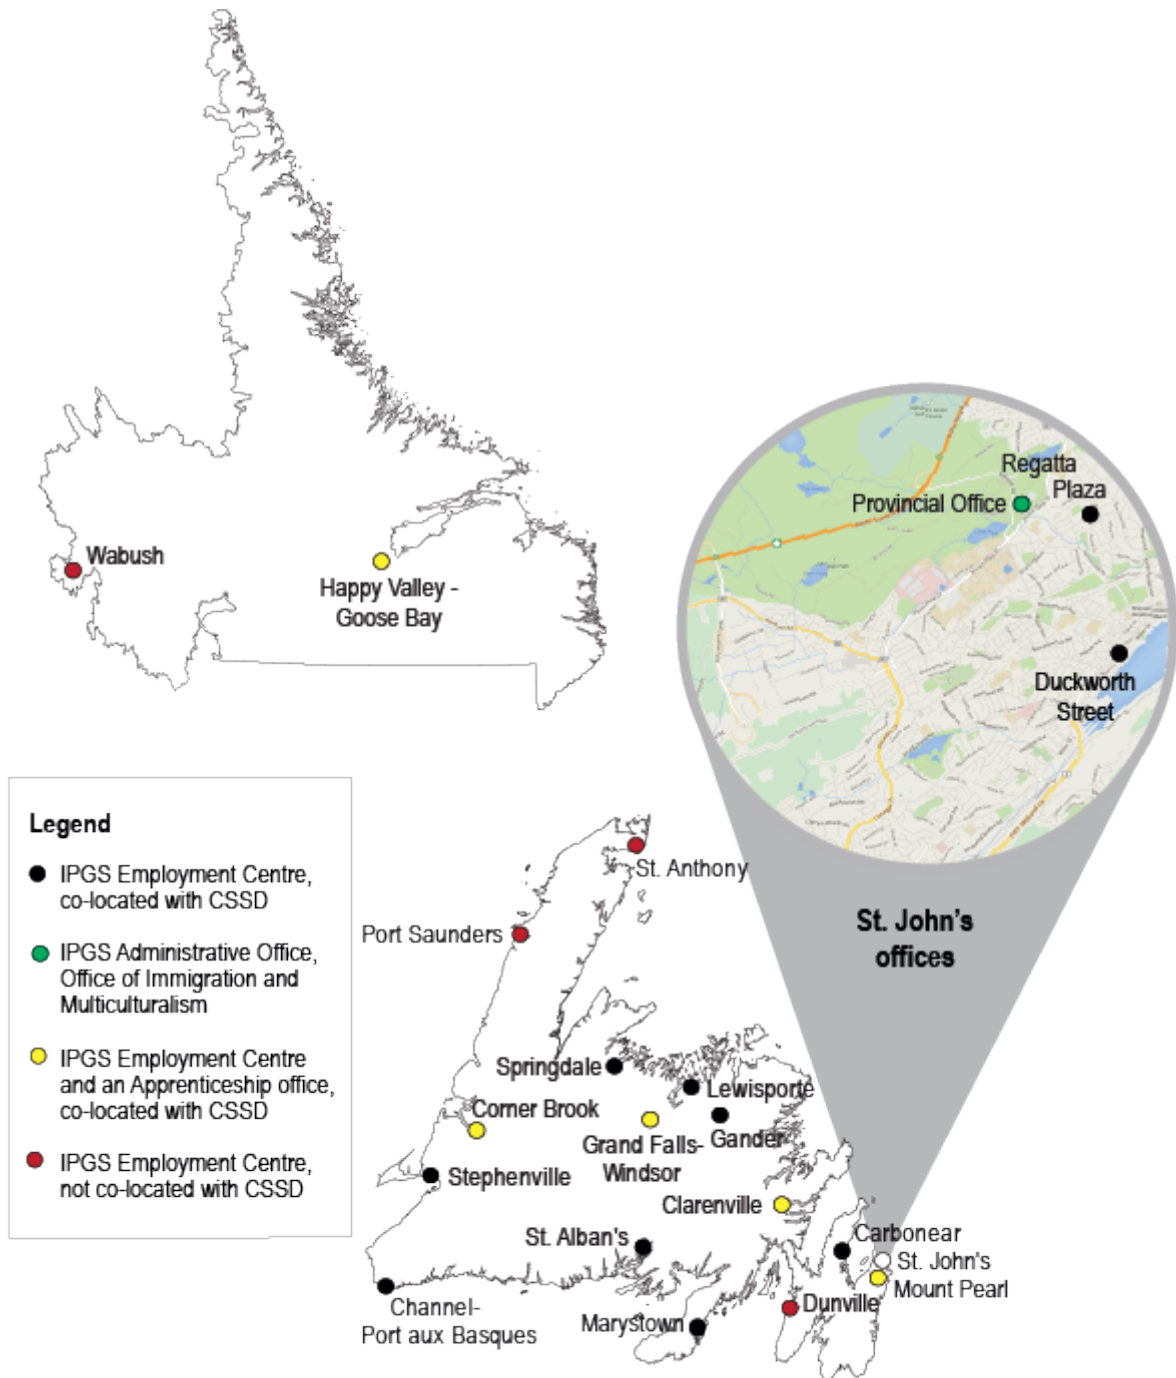 Regatta
Plaza
Provincial Office
Wabush
Happy Valley -
Goose Bay
Duckworth
Street
Legend
IPGS Employment Centre,
co-located with CSSD
IPGS Administrative Office,
Office of Immigration and
Multiculturalism
IPGS Employment Centre
and an Apprenticeship office,
co-located with CSSD
IPGS Employment Centre,
not co-located with CSSD
St. Anthony
Port Saunders
St. John's
offices
Springdale
Lewisporte
Corner Brook
Gander
Grand Falls-
Windsor
Stephenville
Clarenville
St. Alban's
Carbonear
St. John's
Mount Pearl
Channel-
Port aux Basques
Dunville
Marystown